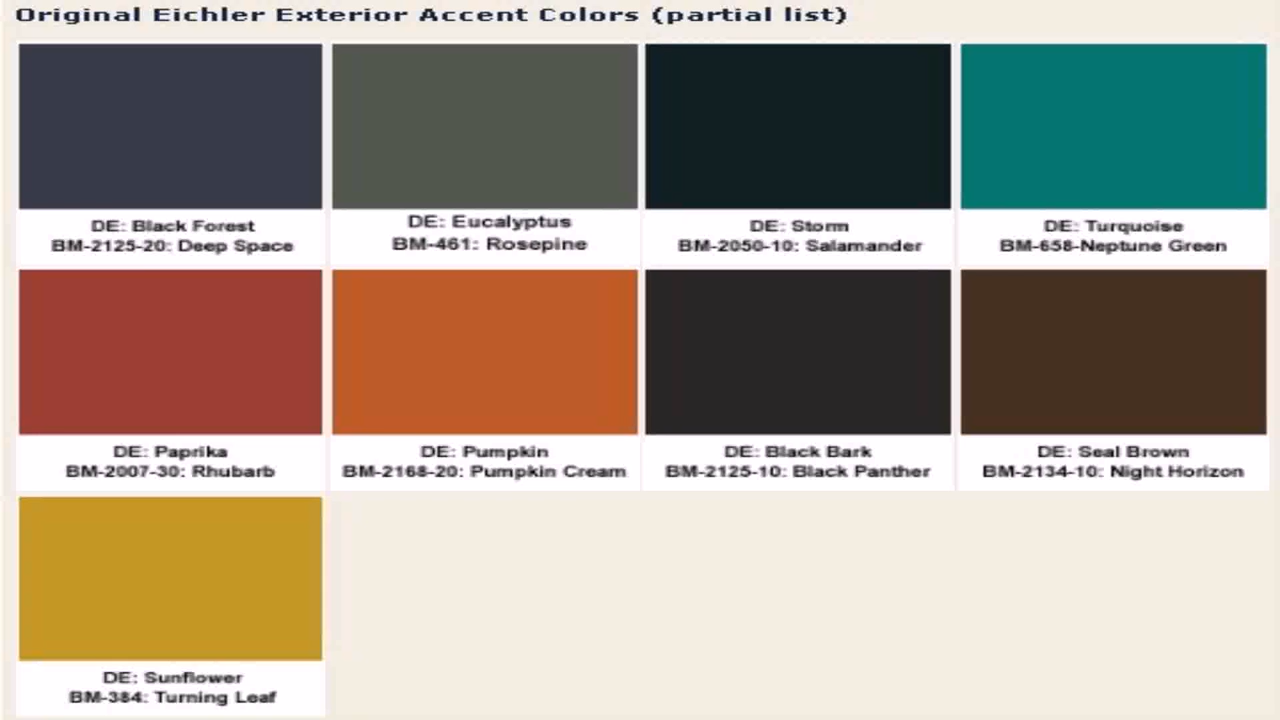 Original Eichler Exterior Accent Colors (partial list)
DE: Black Forest
BM-2125-20: Deep Space
DE: Eucalyptus
BM-461: Rosepine
DE: Storm
BM-2050-10: Salamander
DE: Turquoise
BM-658-Neptune Green
DE: Paprika
BM-2007-30: Rhubarb
DE: Pumpkin
BM-2168-20: Pumpkin Cream
DE: Black Bark
BM-2125-10: Black Panther
DE: Seal Brown
BM-2134-10: Night Horizon
DE: Sunflower
BM-384: Turning Leaf